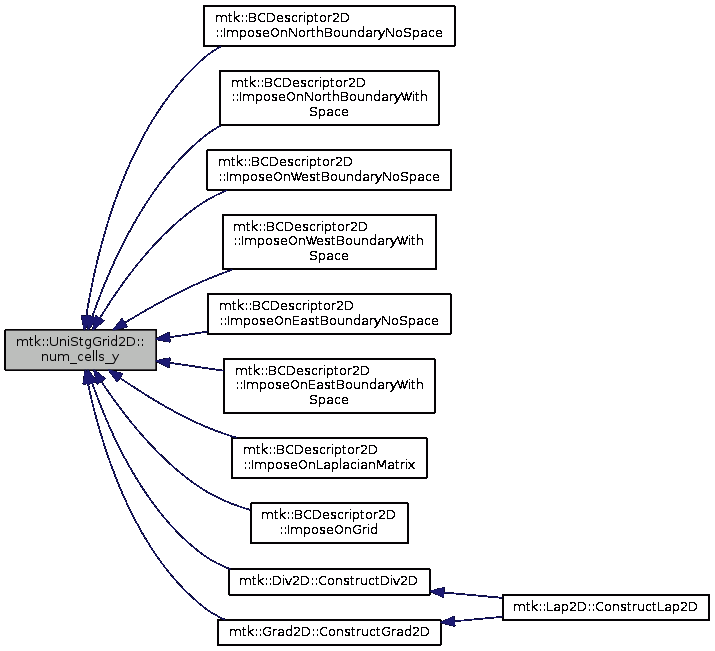 mtk::BCDescriptor2D
::ImposeOnNorthBoundaryNoSpace
mtk::BCDescriptor2D
::ImposeOnNorthBoundaryWith
Space
mtk::BCDescriptor2D
::ImposeOnWestBoundaryNoSpace
mtk::BCDescriptor2D
::ImposeOnWestBoundaryWith
Space
mtk::BCDescriptor2D
::ImposeOnEastBoundaryNoSpace
mtk::UniStgGrid2D::
num_cells_y
mtk::BCDescriptor2D
::ImposeOnEastBoundaryWith
Space
mtk::BCDescriptor2D
::ImposeOnLaplacianMatrix
mtk::BCDescriptor2D
::ImposeOnGrid
mtk::Div2D::ConstructDiv2D
mtk::Lap2D::ConstructLap2D
mtk::Grad2D::ConstructGrad2D